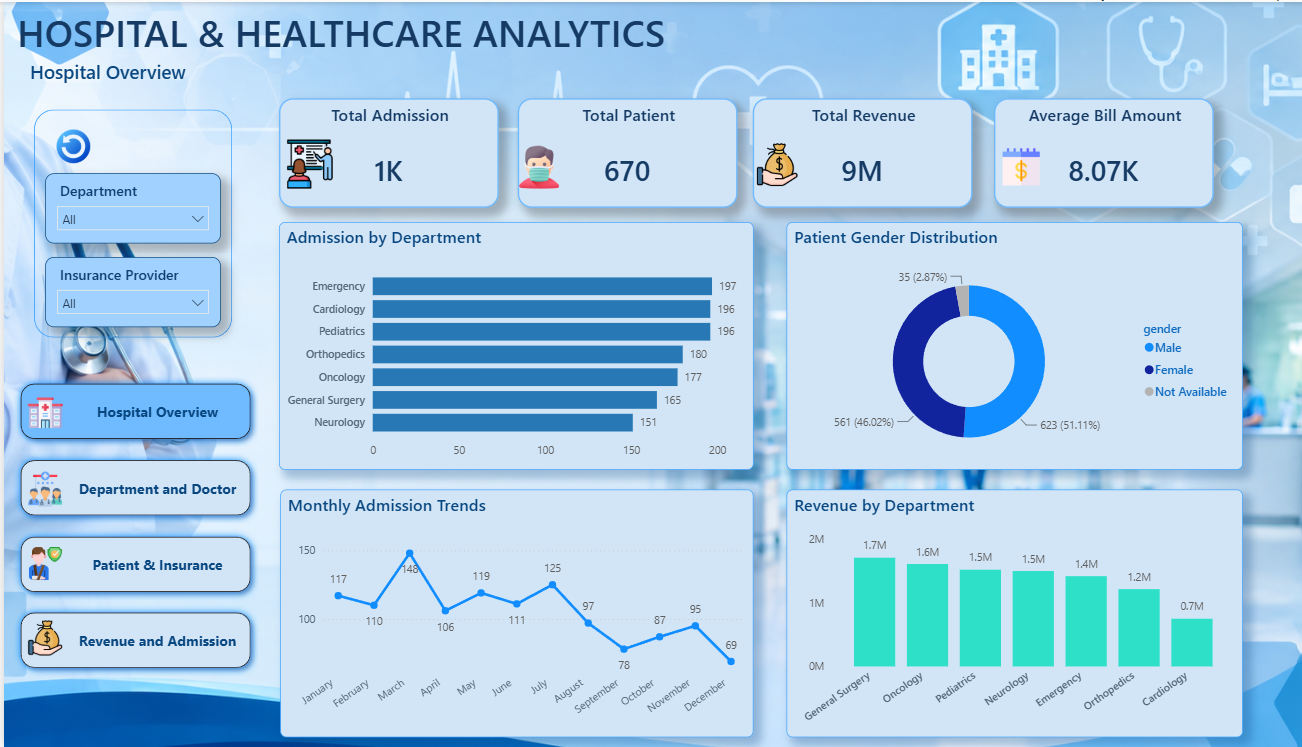 HOSPITAL & HEALTHCARE ANALYTICS
Hospital Overview
Department
All
Insurance Provider
All
Hospital Overview
Department and Doctor
Patient & Insurance
Revenue and Admission
Total Admission
1K
Total Patient
670
Total Revenue
9M
Average Bill Amount
8.07K
Admission by Department
Emergency 197
Cardiology 196
Pediatrics 196
Orthopedics 180
Oncology 177
General Surgery 165
Neurology 151
0 50 100 150 200
Patient Gender Distribution
35 (2.87%)
561 (46.02%)
623 (51.11%)
gender
Male
Female
Not Available
Monthly Admission Trends
150
100
117
110
148
106
119
111
125
97
78
87
95
69
January
February
March
April
May
June
July
August
September
October
November
December
Revenue by Department
2M
1M
0M
1.7M
1.6M
1.5M
1.5M
1.4M
1.2M
0.7M
General Surgery
Oncology
Pediatrics
Neurology
Emergency
Orthopedics
Cardiology